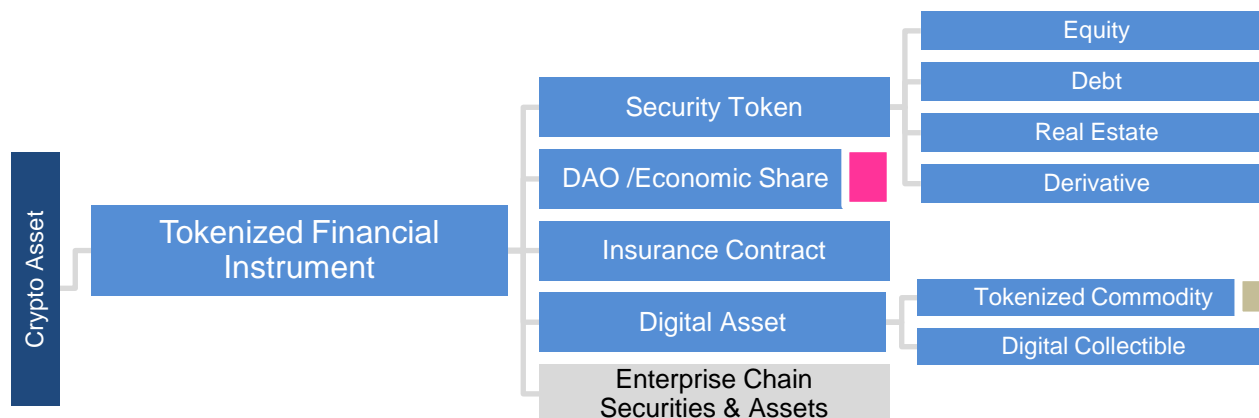 Crypto Asset
Tokenized Financial
Instrument
Security Token
DAO /Economic Share
Insurance Contract
Digital Asset
Enterprise Chain
Securities & Assets
Equity
Debt
Real Estate
Derivative
Tokenized Commodity
Digital Collectible